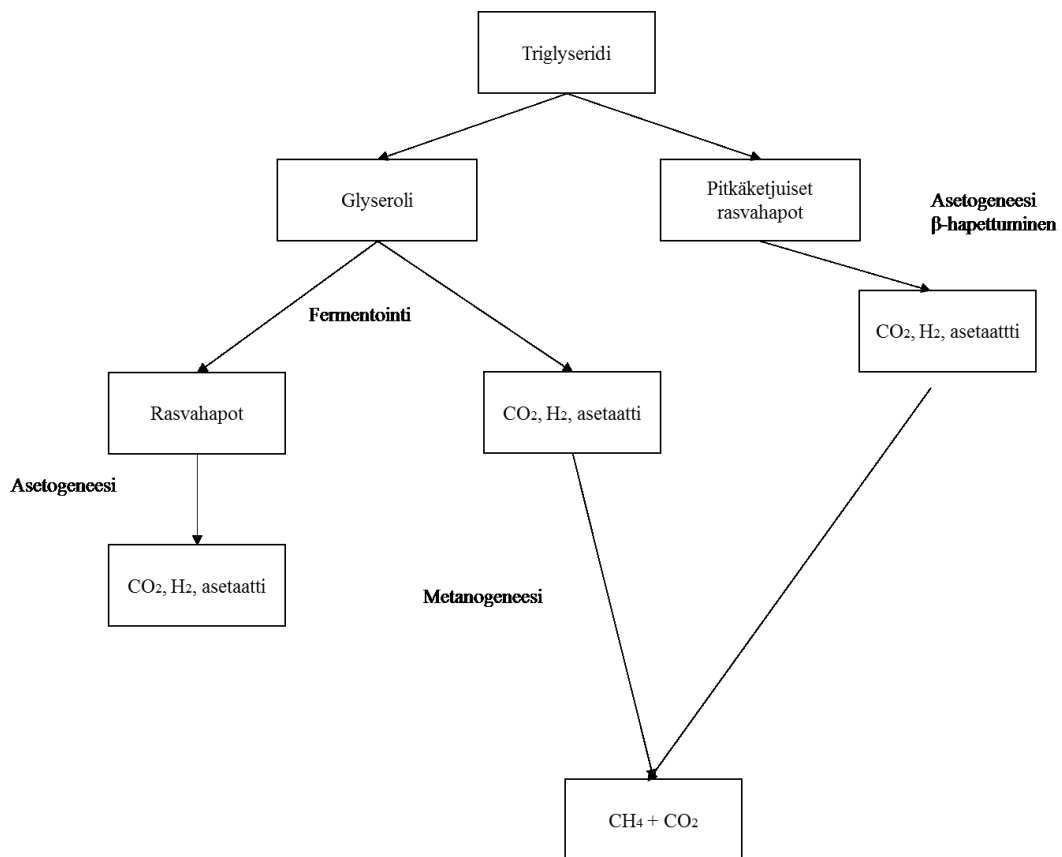 Triglyseridi
Glyseroli
Pitkäketjuiset
rasvahapot
Asetogeneesi
β-hapettuminen
Fermentointi
CO₂, H₂, asetaattti
Rasvahapot
CO₂, H₂, asetaatti
Asetogeneesi
CO₂, H₂, asetaatti
Metanogeneesi
CH₄ + CO₂